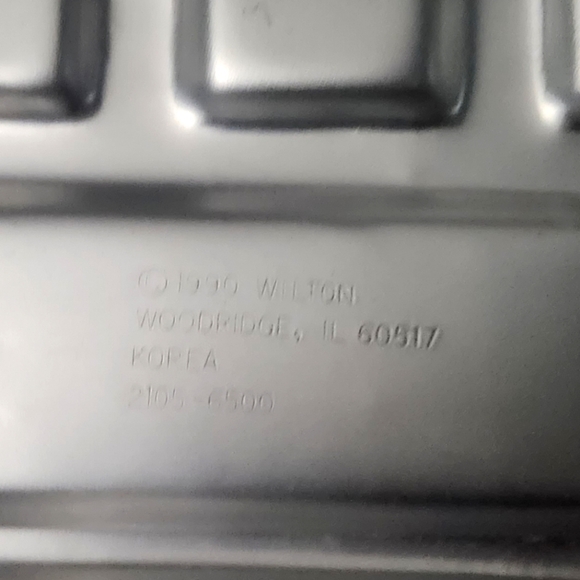 © 1990 WILTON
WOODRIDGE, IL 60517
KOREA
2105-6500